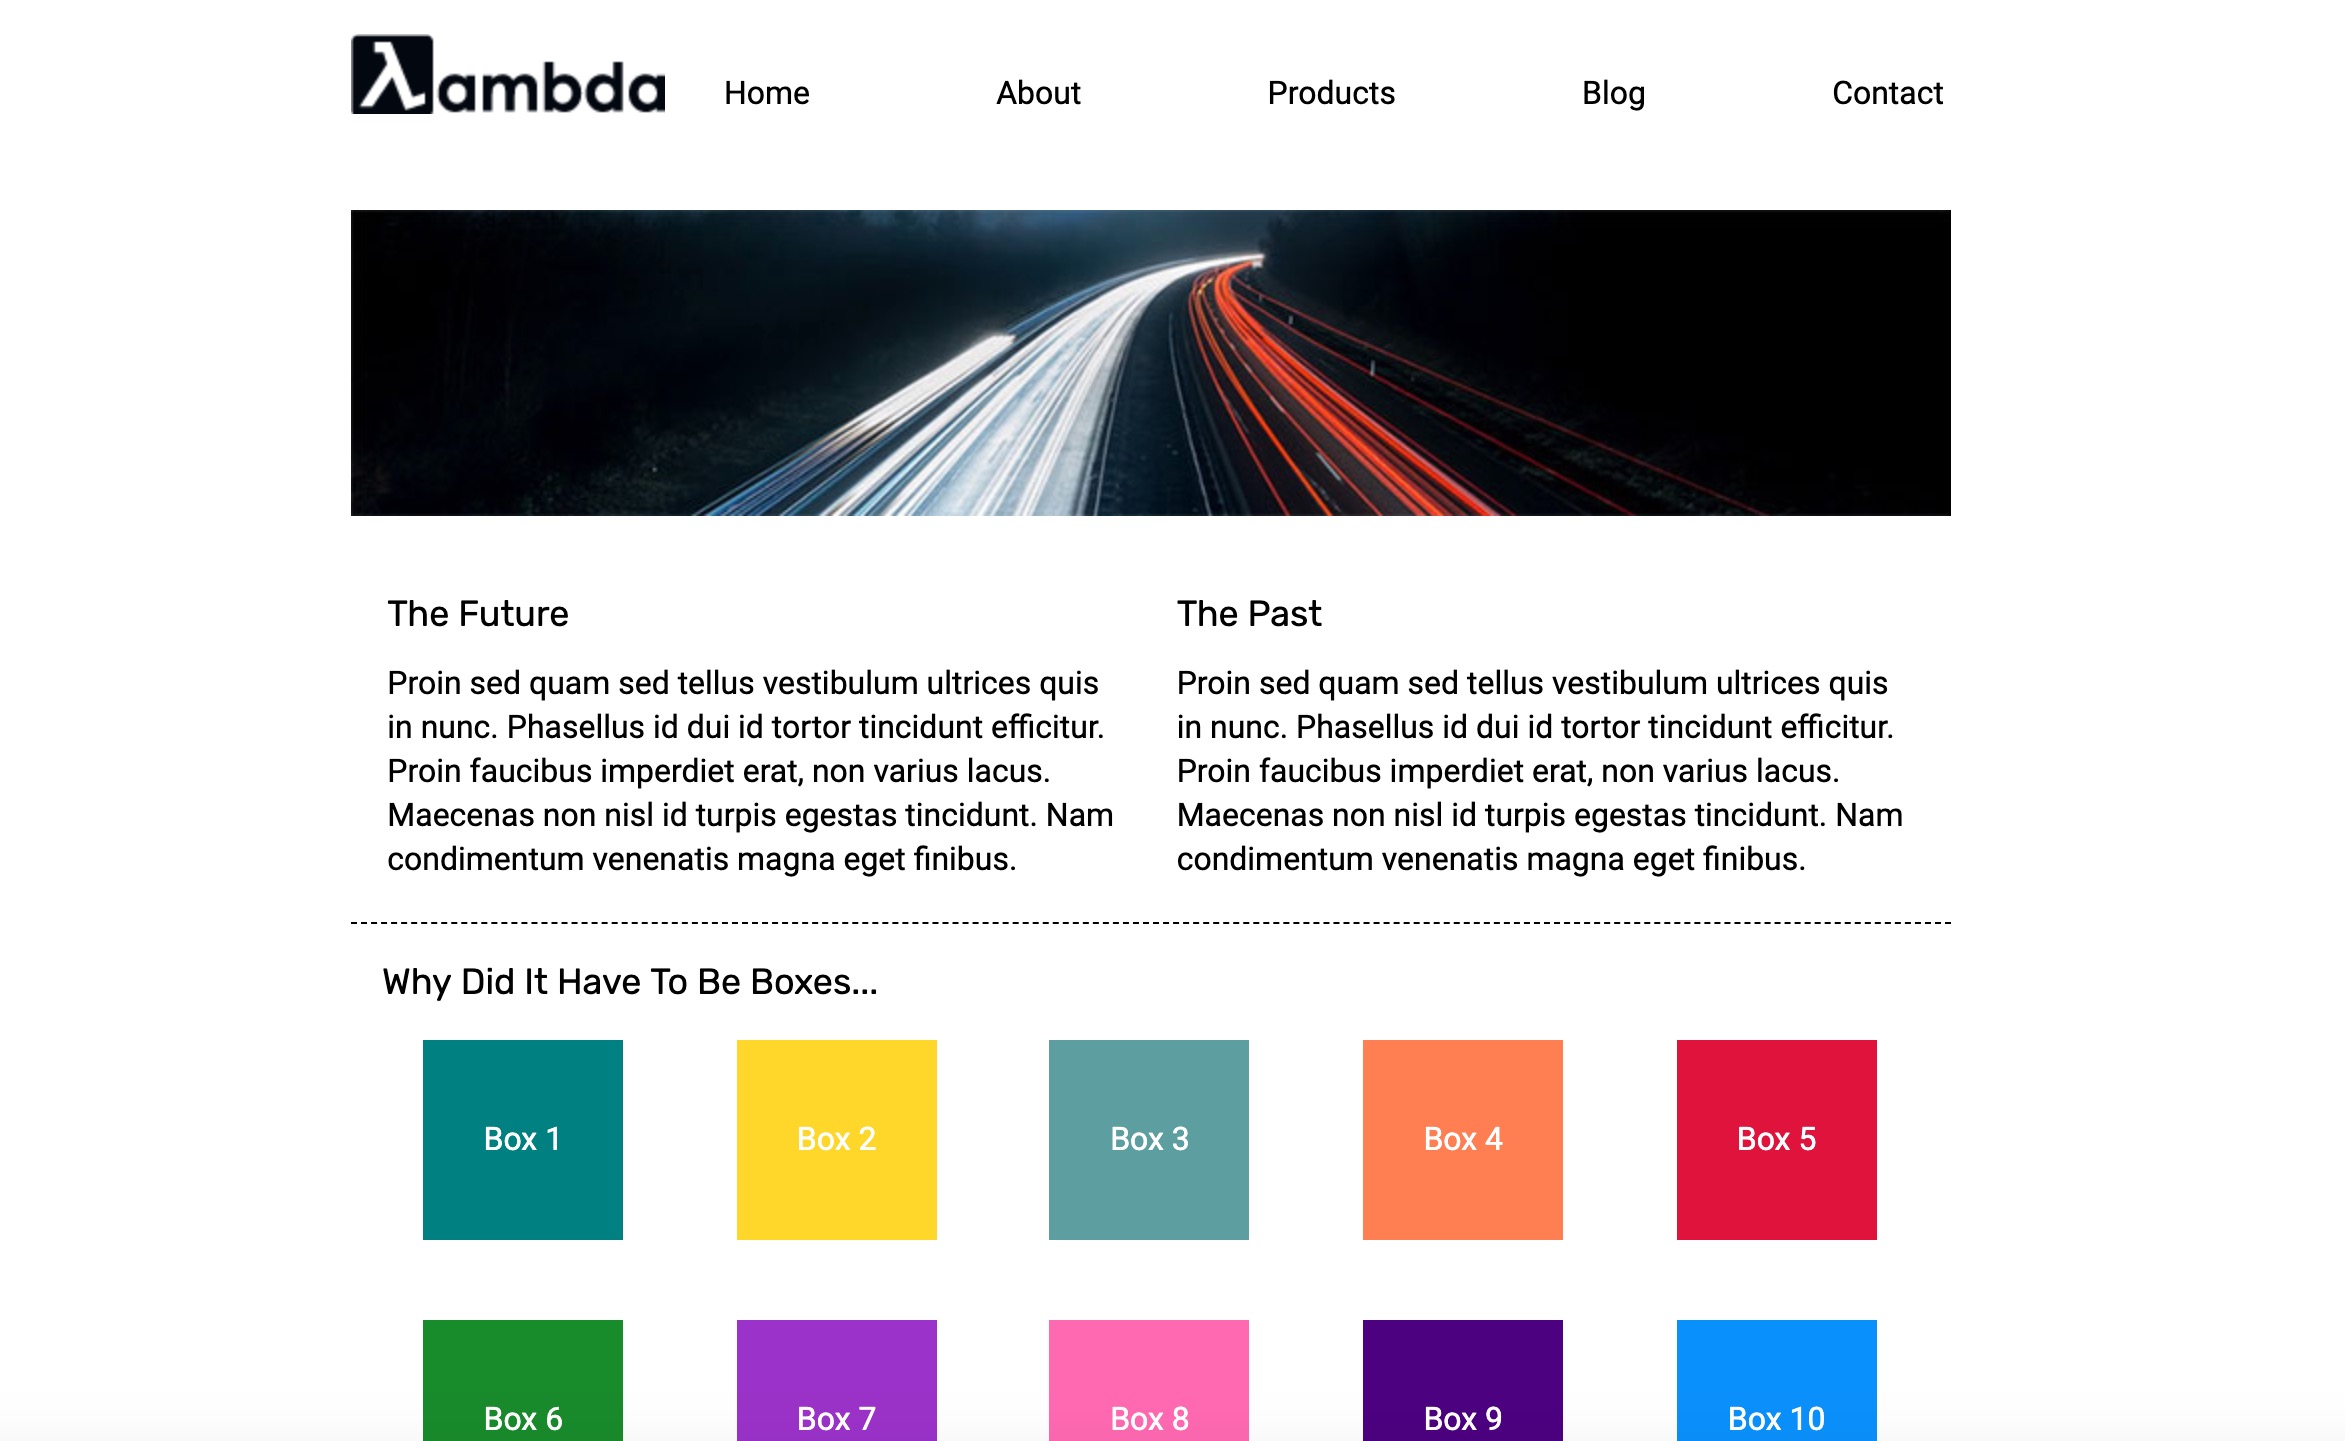 λambda
Home About Products Blog Contact
The Future
Proin sed quam sed tellus vestibulum ultrices quis
in nunc. Phasellus id dui id tortor tincidunt efficitur.
Proin faucibus imperdiet erat, non varius lacus.
Maecenas non nisl id turpis egestas tincidunt. Nam
condimentum venenatis magna eget finibus.
The Past
Proin sed quam sed tellus vestibulum ultrices quis
in nunc. Phasellus id dui id tortor tincidunt efficitur.
Proin faucibus imperdiet erat, non varius lacus.
Maecenas non nisl id turpis egestas tincidunt. Nam
condimentum venenatis magna eget finibus.
Why Did It Have To Be Boxes...
Box 1 Box 2 Box 3 Box 4 Box 5
Box 6 Box 7 Box 8 Box 9 Box 10